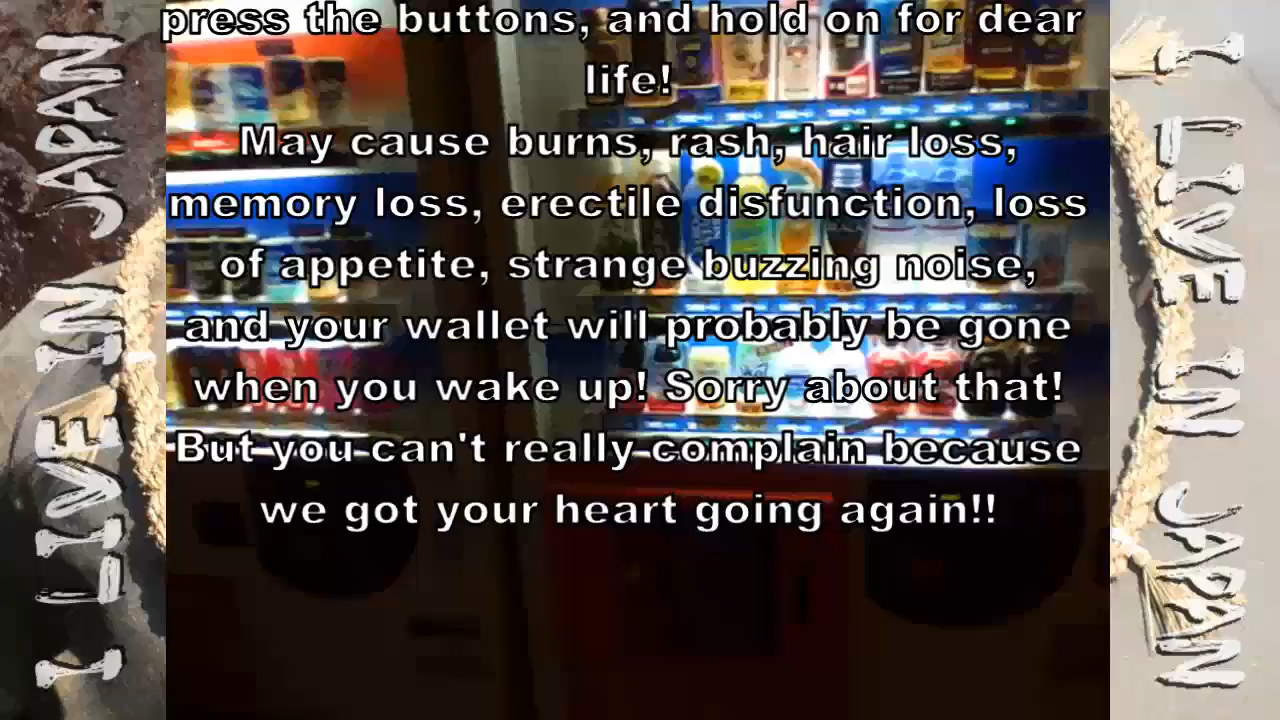 press the buttons, and hold on for dear
life!
May cause burns, rash, hair loss,
memory loss, erectile disfunction, loss
of appetite, strange buzzing noise,
and your wallet will probably be gone
when you wake up! Sorry about that!
But you can't really complain because
we got your heart going again!!
I LIVE IN JAPAN
I LIVE IN JAPAN